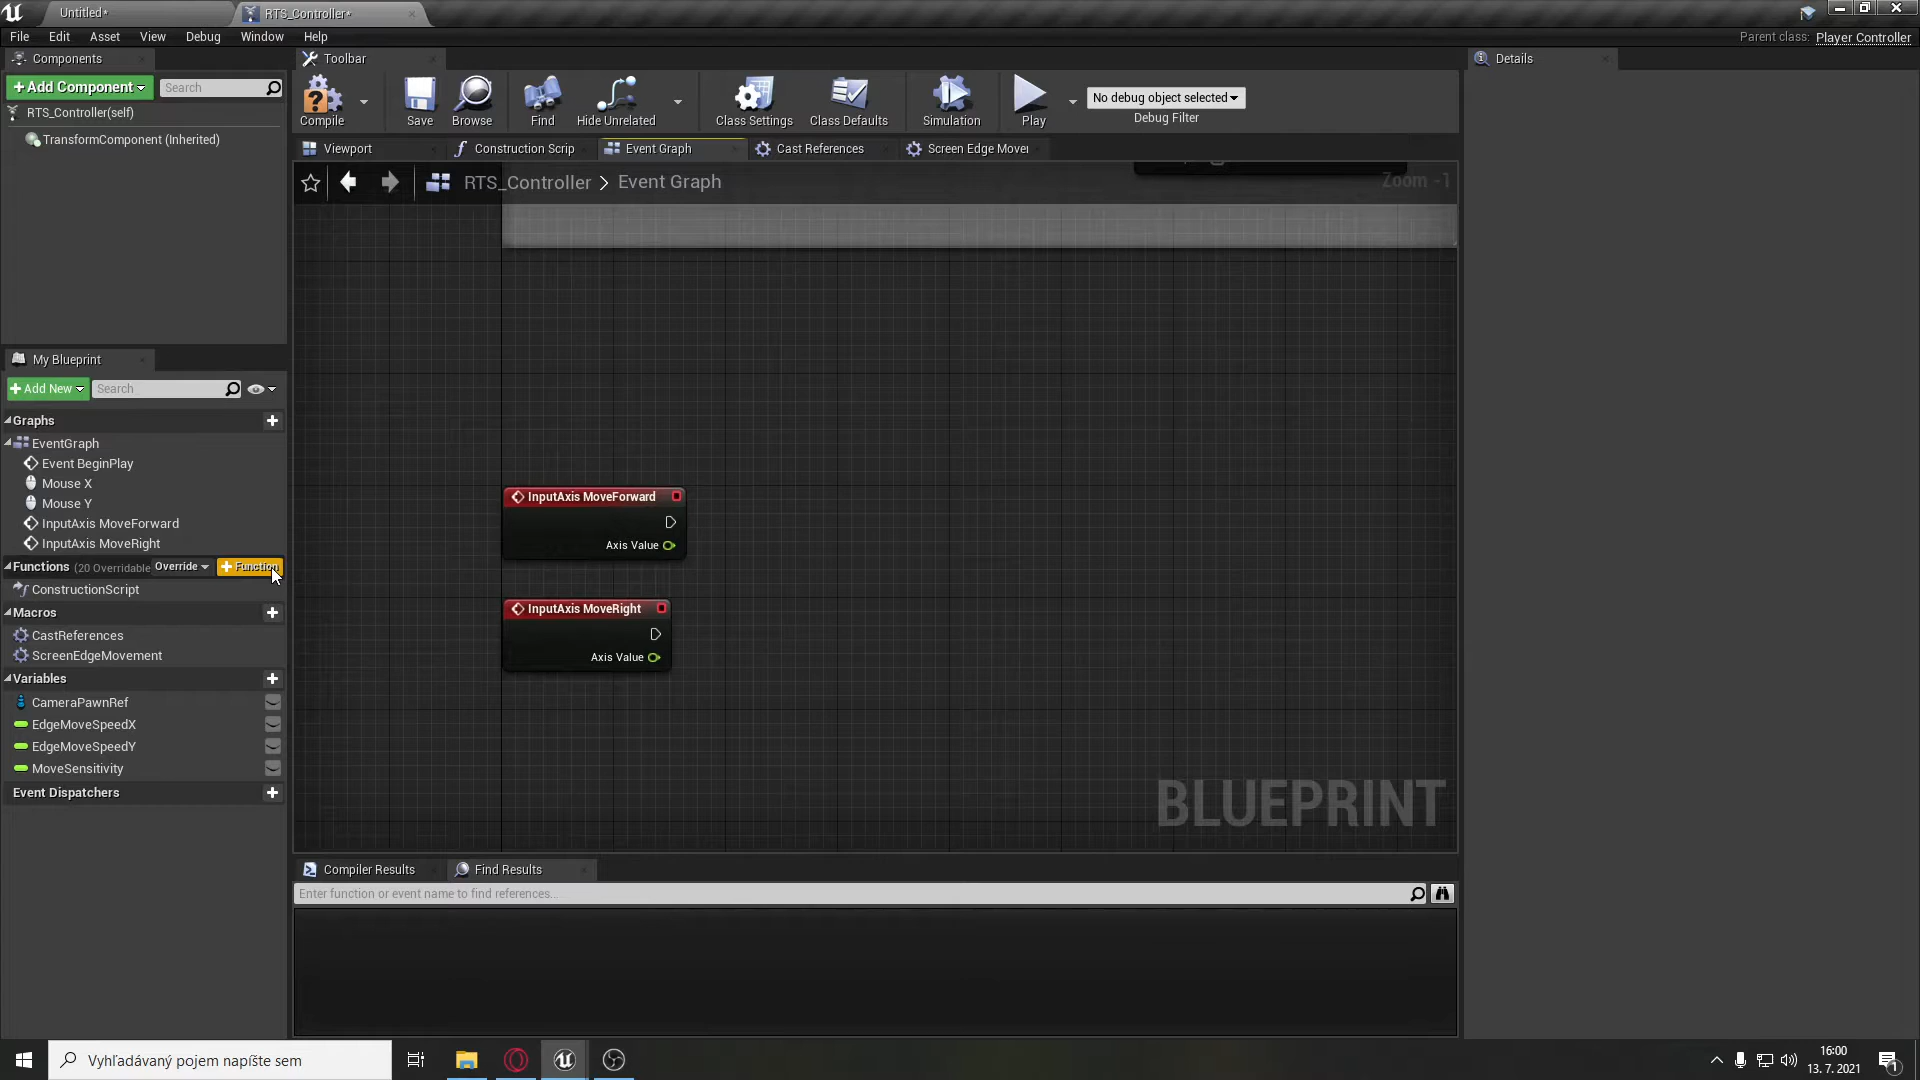 Untitled*
RTS_Controller*
File Edit Asset View Debug Window Help
Parent class: Player Controller
Components
+Add Component
Search
RTS_Controller(self)
TransformComponent (Inherited)
Toolbar
Compile
Save
Browse
Find
Hide Unrelated
Class Settings
Class Defaults
Simulation
Play
No debug object selected
Debug Filter
Details
Viewport
Construction Scrip
Event Graph
Cast References
Screen Edge Mover
RTS_Controller > Event Graph
Zoom -1
My Blueprint
+Add New
Search
Graphs
EventGraph
Event BeginPlay
Mouse X
Mouse Y
InputAxis MoveForward
InputAxis MoveRight
Functions (20 Overridable Override + Function
ConstructionScript
Macros
CastReferences
ScreenEdgeMovement
Variables
CameraPawnRef
EdgeMoveSpeedX
EdgeMoveSpeedY
MoveSensitivity
Event Dispatchers
InputAxis MoveForward
Axis Value
InputAxis MoveRight
Axis Value
BLUEPRINT
Compiler Results
Find Results
Enter function or event name to find references...
Vyhľadávaný pojem napíšte sem
16:00
13. 7. 2021
1